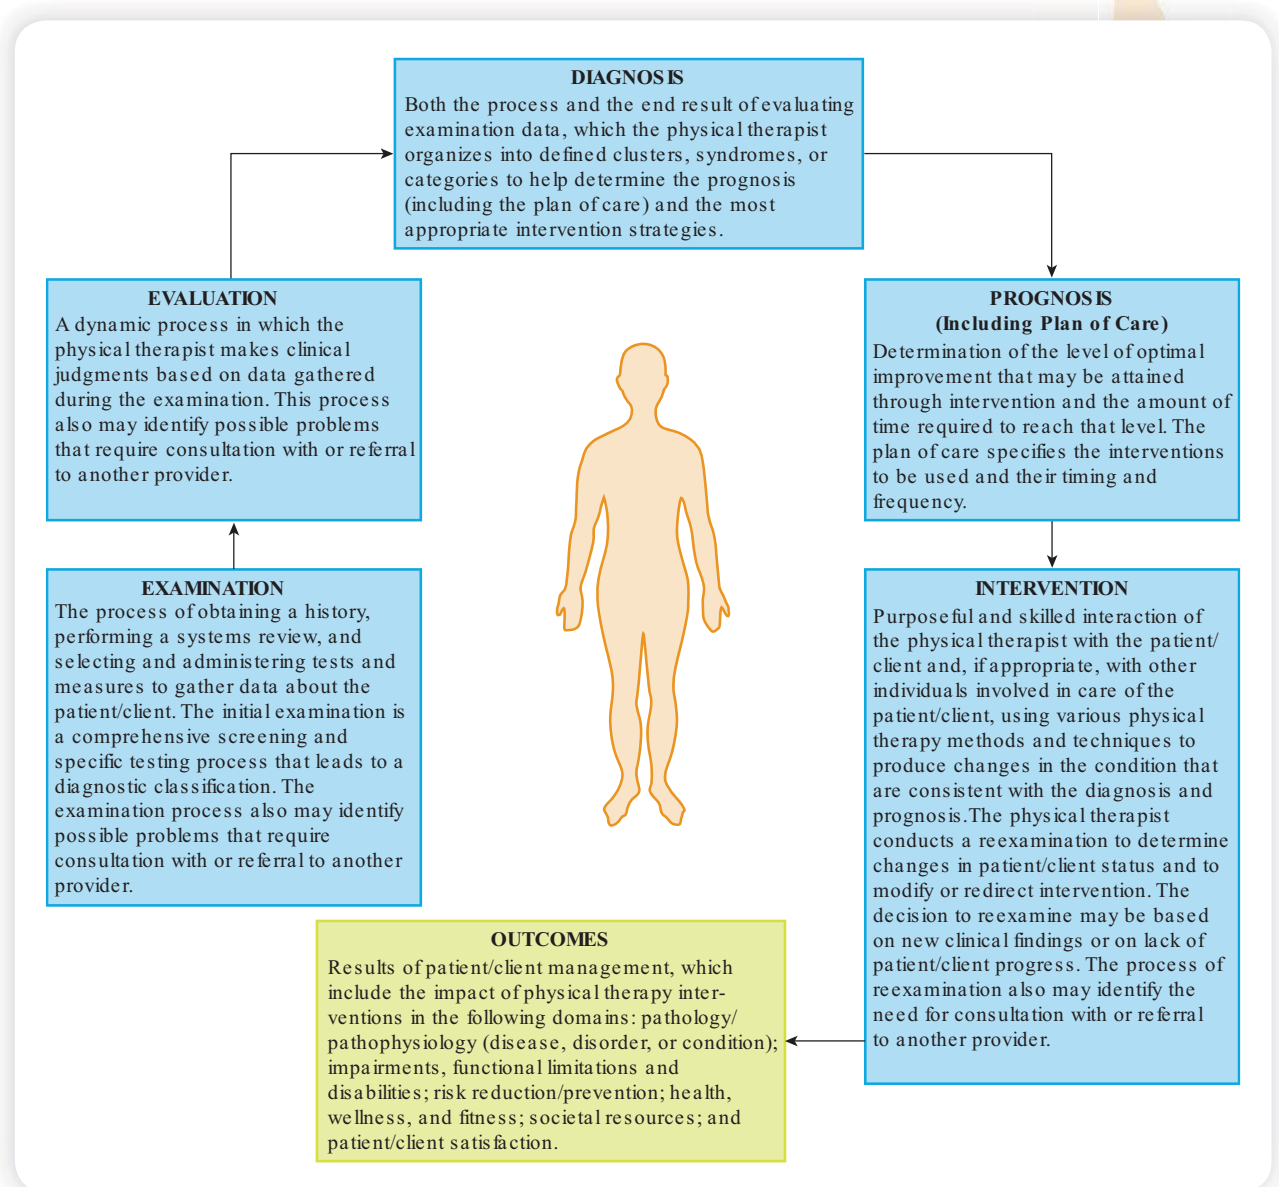 DIAGNOSIS
Both the process and the end result of evaluating
examination data, which the physical therapist
organizes into defined clusters, syndromes, or
categories to help determine the prognosis
(including the plan of care) and the most
appropriate intervention strategies.
EVALUATION
A dynamic process in which the
physical therapist makes clinical
judgments based on data gathered
during the examination. This process
also may identify possible problems
that require consultation with or referral
to another provider.
PROGNOSIS
(Including Plan of Care)
Determination of the level of optimal
improvement that may be attained
through intervention and the amount of
time required to reach that level. The
plan of care specifies the interventions
to be used and their timing and
frequency.
EXAMINATION
The process of obtaining a history,
performing a systems review, and
selecting and administering tests and
measures to gather data about the
patient/client. The initial examination is
a comprehensive screening and
specific testing process that leads to a
diagnostic classification. The
examination process also may identify
possible problems that require
consultation with or referral to another
provider.
INTERVENTION
Purposeful and skilled interaction of
the physical therapist with the patient/
client and, if appropriate, with other
individuals involved in care of the
patient/client, using various physical
therapy methods and techniques to
produce changes in the condition that
are consistent with the diagnosis and
prognosis. The physical therapist
conducts a reexamination to determine
changes in patient/client status and to
modify or redirect intervention. The
decision to reexamine may be based
on new clinical findings or on lack of
patient/client progress. The process of
reexamination also may identify the
need for consultation with or referral
to another provider.
OUTCOMES
Results of patient/client management, which
include the impact of physical therapy inter-
ventions in the following domains: pathology/
pathophysiology (disease, disorder, or condition);
impairments, functional limitations and
disabilities; risk reduction/prevention; health,
wellness, and fitness; societal resources; and
patient/client satisfaction.